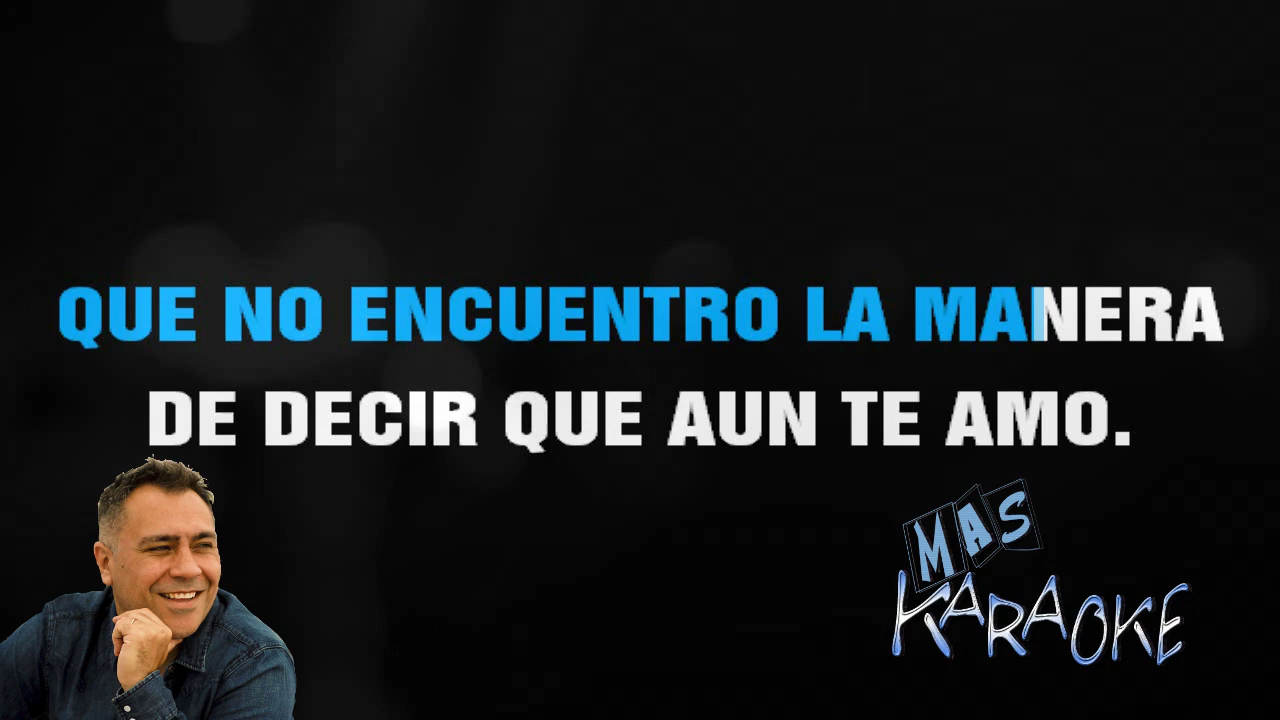 QUE NO ENCUENTRO LA MANERA
DE DECIR QUE AUN TE AMO.
MAS
KARAOKE